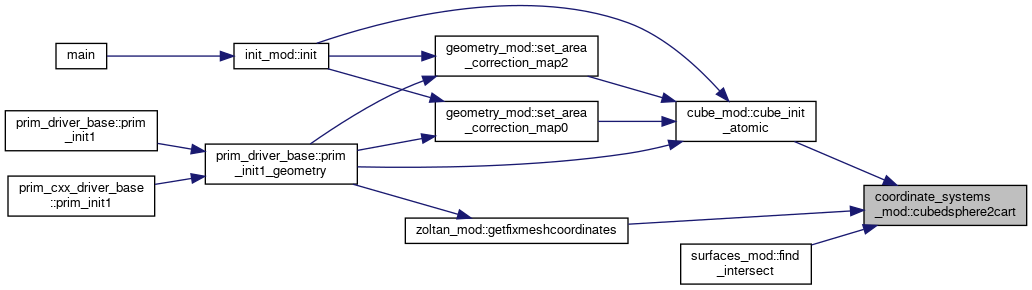 main
init_mod::init
geometry_mod::set_area
_correction_map2
geometry_mod::set_area
_correction_map0
cube_mod::cube_init
_atomic
prim_driver_base::prim
_init1
prim_driver_base::prim
_init1_geometry
prim_cxx_driver_base
::prim_init1
coordinate_systems
_mod::cubedsphere2cart
zoltan_mod::getfixmeshcoordinates
surfaces_mod::find
_intersect